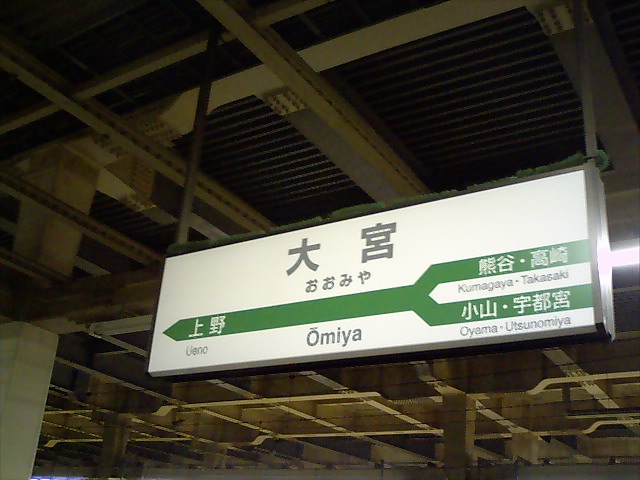 大宮
おおみや
熊谷・高崎
Kumagaya・Takasaki
上野
Ueno
小山・宇都宮
Oyama・Utsunomiya
Ōmiya